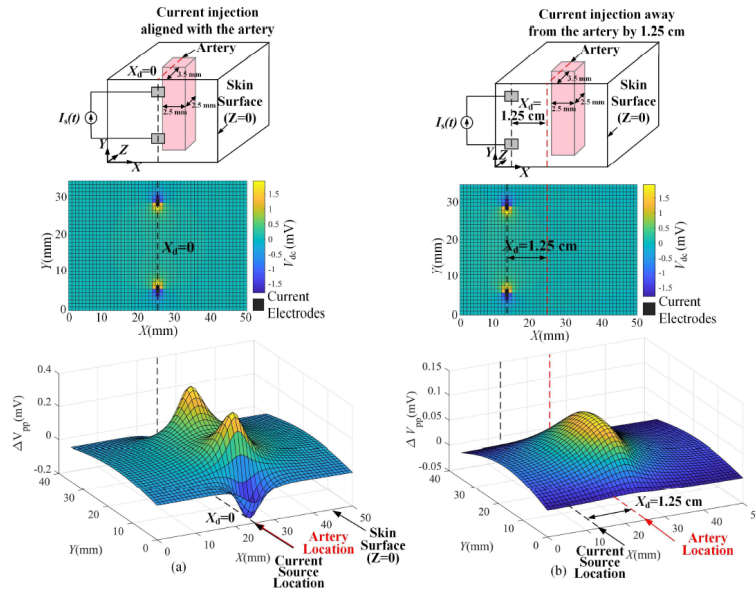 Current injection
aligned with the artery
Artery
X_d=0
3.5 mm
2.5 mm
2.5 mm
Skin
Surface
(Z=0)
I_s(t)
Y
Z
X
Current injection away
from the artery by 1.25 cm
Artery
3.5 mm
2.5 mm
2.5 mm
X_d=
1.25 cm
Skin
Surface
(Z=0)
I_s(t)
Y
Z
X
30
20
10
0
Y(mm)
X_d=0
0 10 20 30 40 50
X(mm)
1.5
1
0.5
0
-0.5
-1
-1.5
V_dc (mV)
Current
Electrodes
30
20
10
0
Y(mm)
X_d=1.25 cm
0 10 20 30 40 50
X(mm)
1.5
1
0.5
0
-0.5
-1
-1.5
V_dc (mV)
Current
Electrodes
0.4
0.2
0
-0.2
ΔV_pp(mV)
40
30
20
10
0
Y(mm)
0
10
20
30
40
50
X(mm)
X_d=0
Artery
Location
Current
Source
Location
Skin
Surface
(Z=0)
(a)
0.15
0.1
0.05
0
-0.05
Δ V_pp(mV)
40
30
20
10
0
Y(mm)
0
10
20
30
40
50
X(mm)
X_d=1.25 cm
Current
Source
Location
Artery
Location
(b)